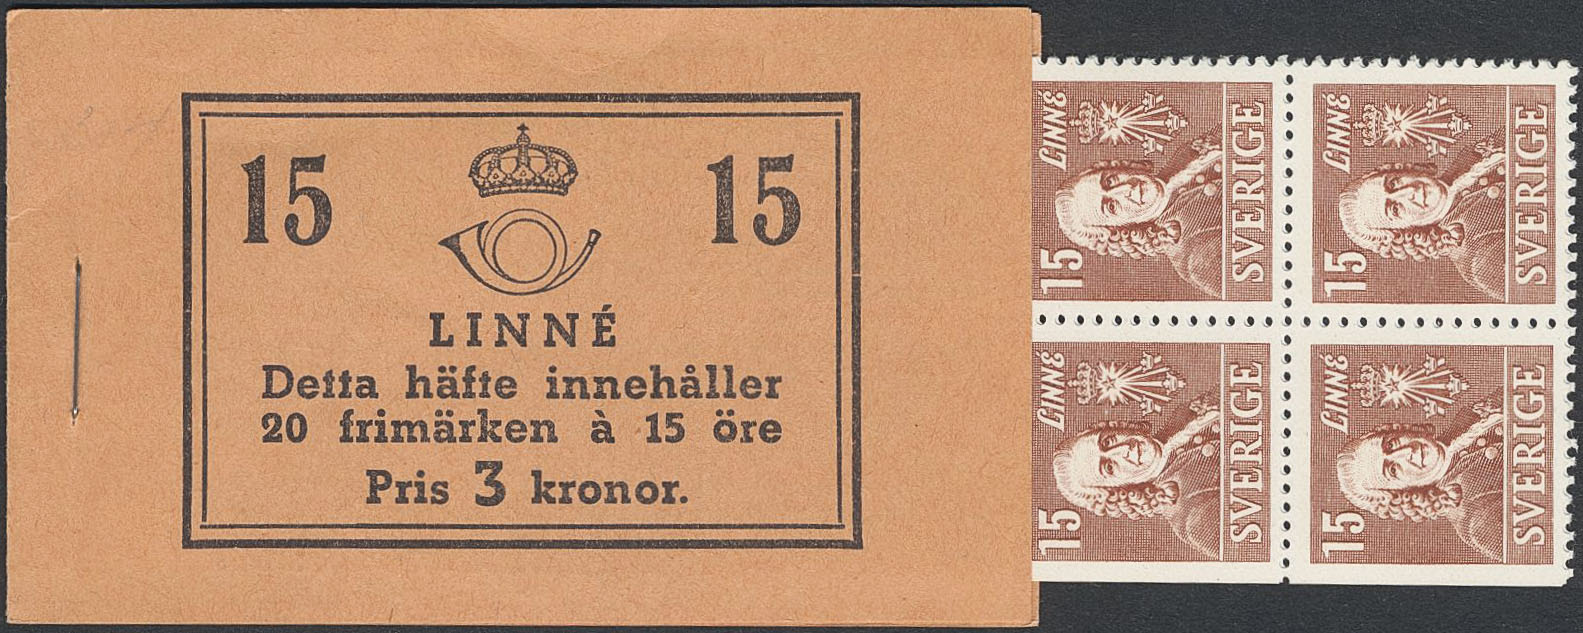 15 15
LINNÉ
Detta häfte innehåller
20 frimärken à 15 öre
Pris 3 kronor.
15 LINNÉ
SVERIGE
15 LINNÉ
SVERIGE
15 LINNÉ
SVERIGE
15 LINNÉ
SVERIGE